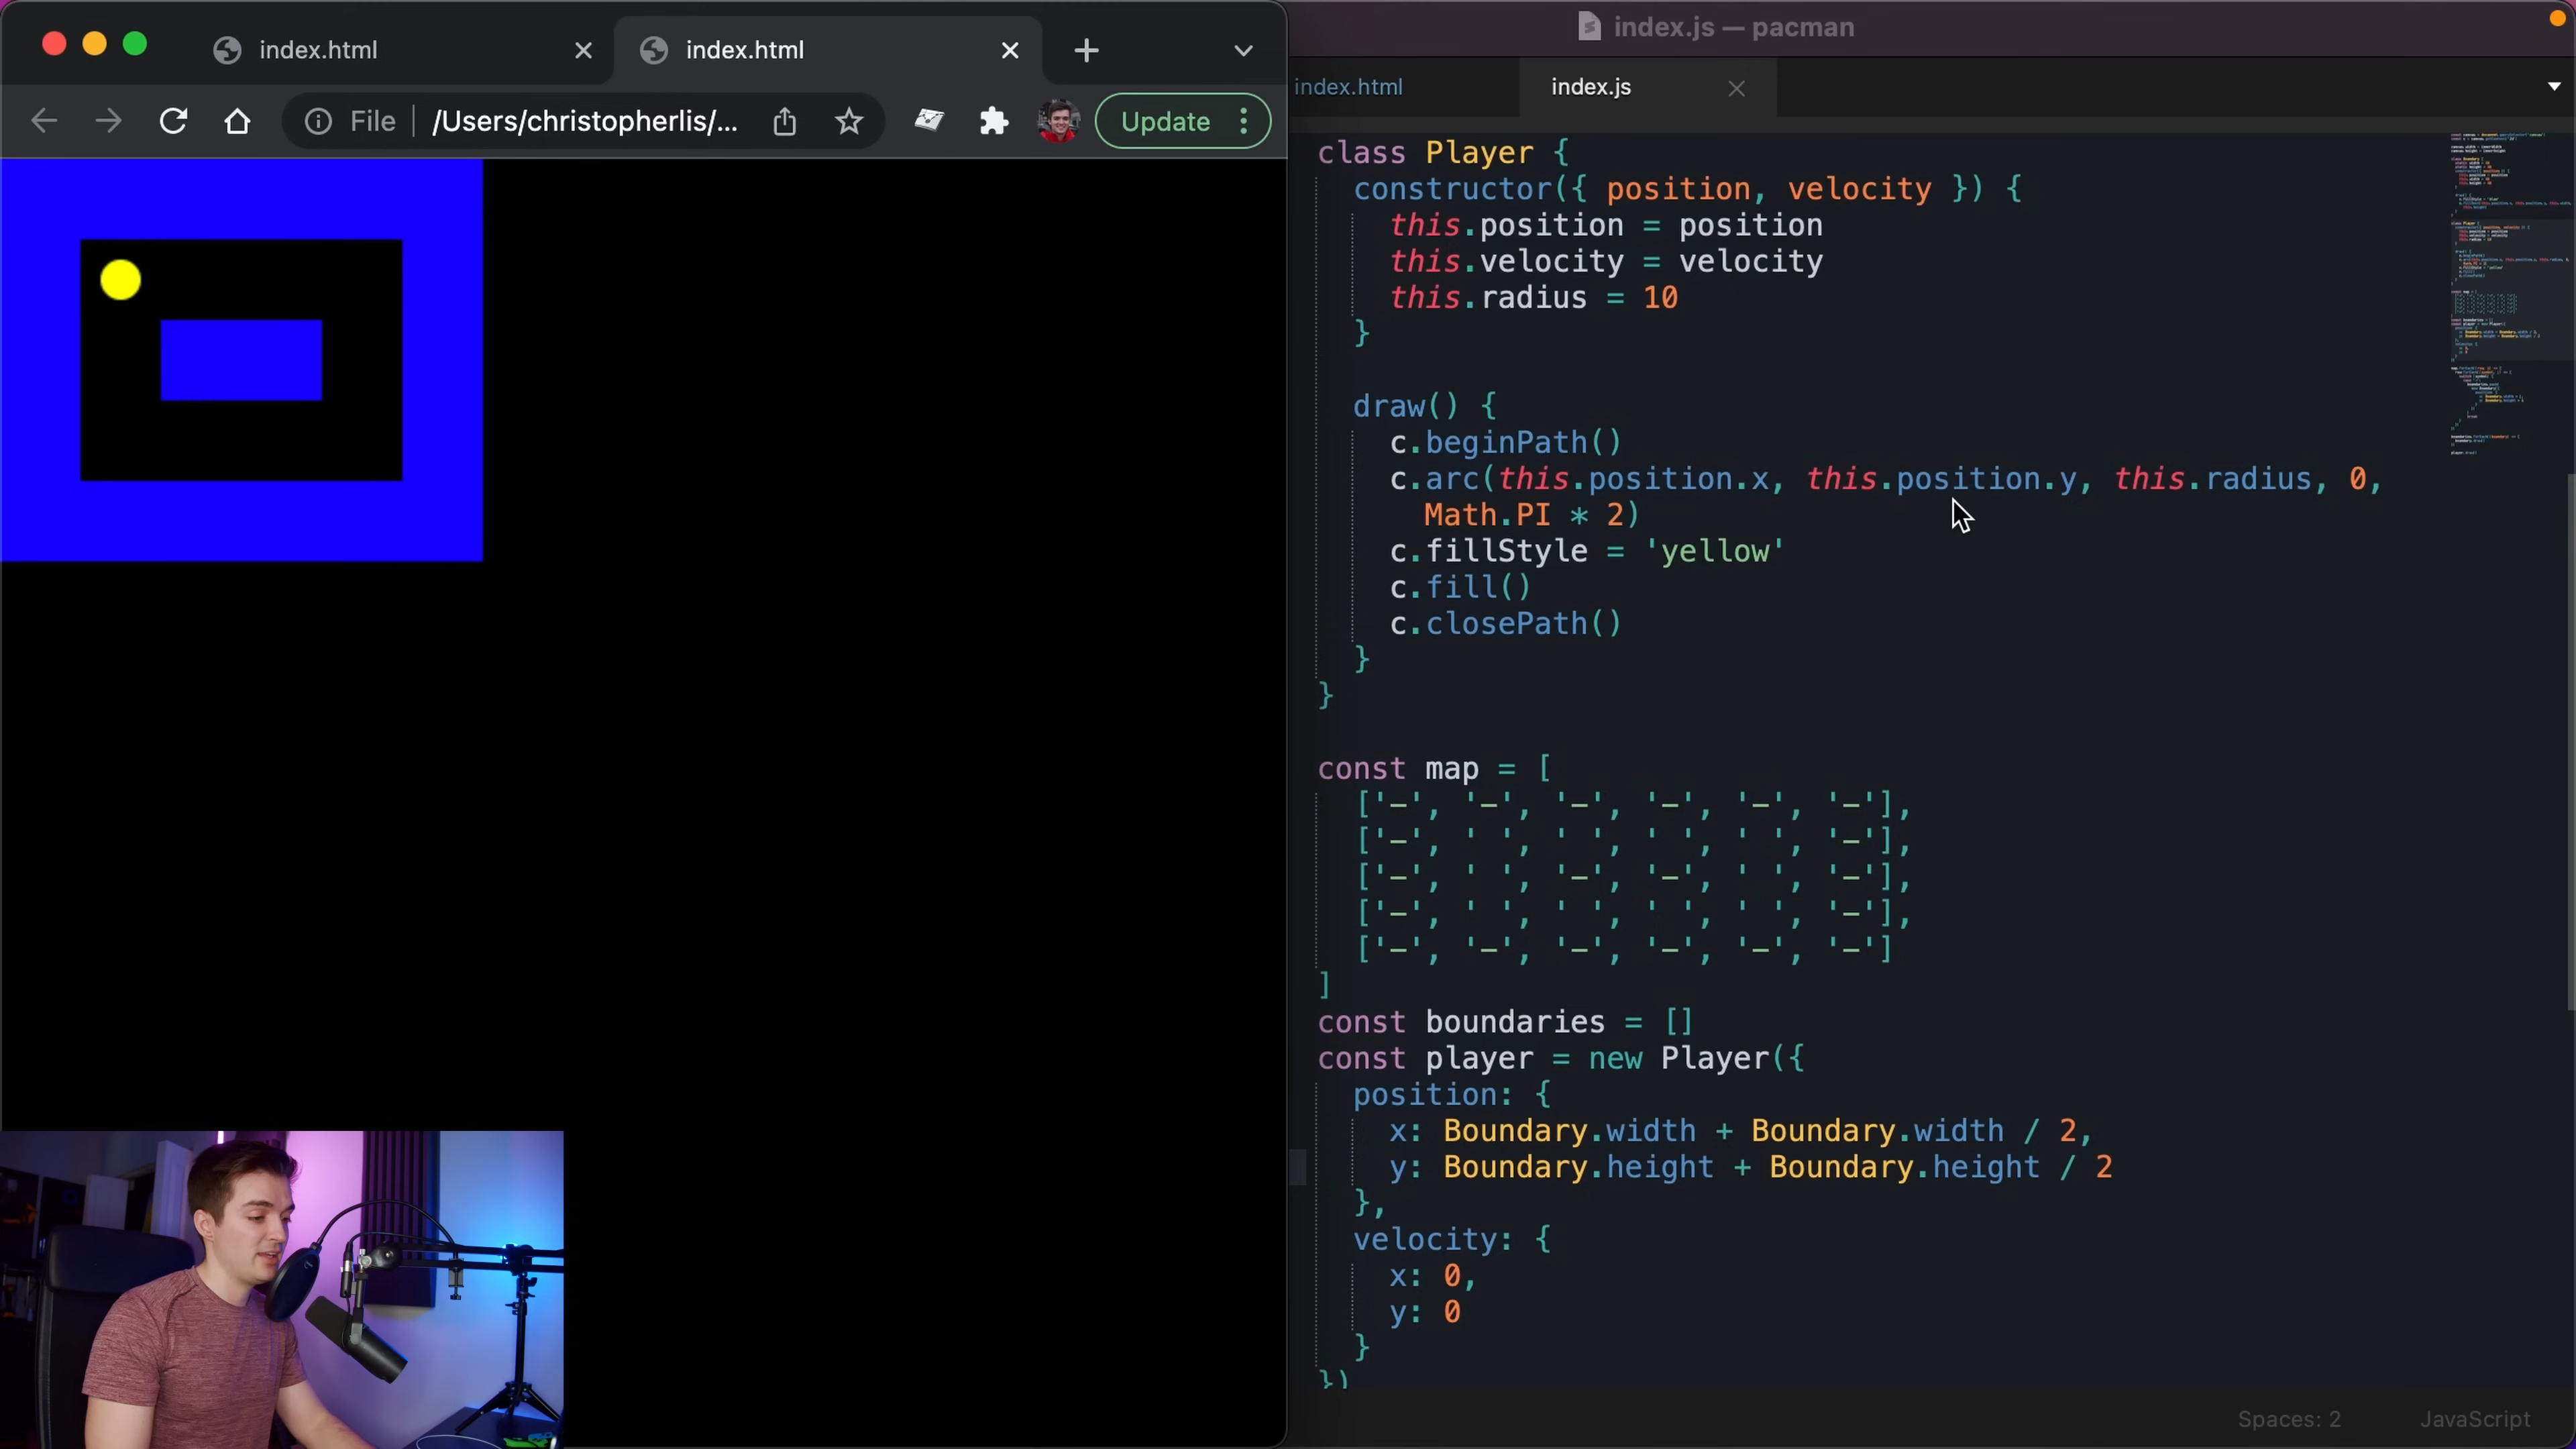 index.html
index.html
File
/Users/christopherlis/...
Update
index.js — pacman
index.html
index.js
class Player {
constructor({ position, velocity }) {
this.position = position
this.velocity = velocity
this.radius = 10
}
draw() {
c.beginPath()
c.arc(this.position.x, this.position.y, this.radius, 0,
Math.PI * 2)
c.fillStyle = 'yellow'
c.fill()
c.closePath()
}
}
const map = [
['-', '-', '-', '-', '-', '-'],
['-', ' ', ' ', ' ', ' ', '-'],
['-', ' ', '-', '-', ' ', '-'],
['-', ' ', ' ', ' ', ' ', '-'],
['-', '-', '-', '-', '-', '-']
]
const boundaries = []
const player = new Player({
position: {
x: Boundary.width + Boundary.width / 2,
y: Boundary.height + Boundary.height / 2
},
velocity: {
x: 0,
y: 0
}
})
Spaces: 2
JavaScript